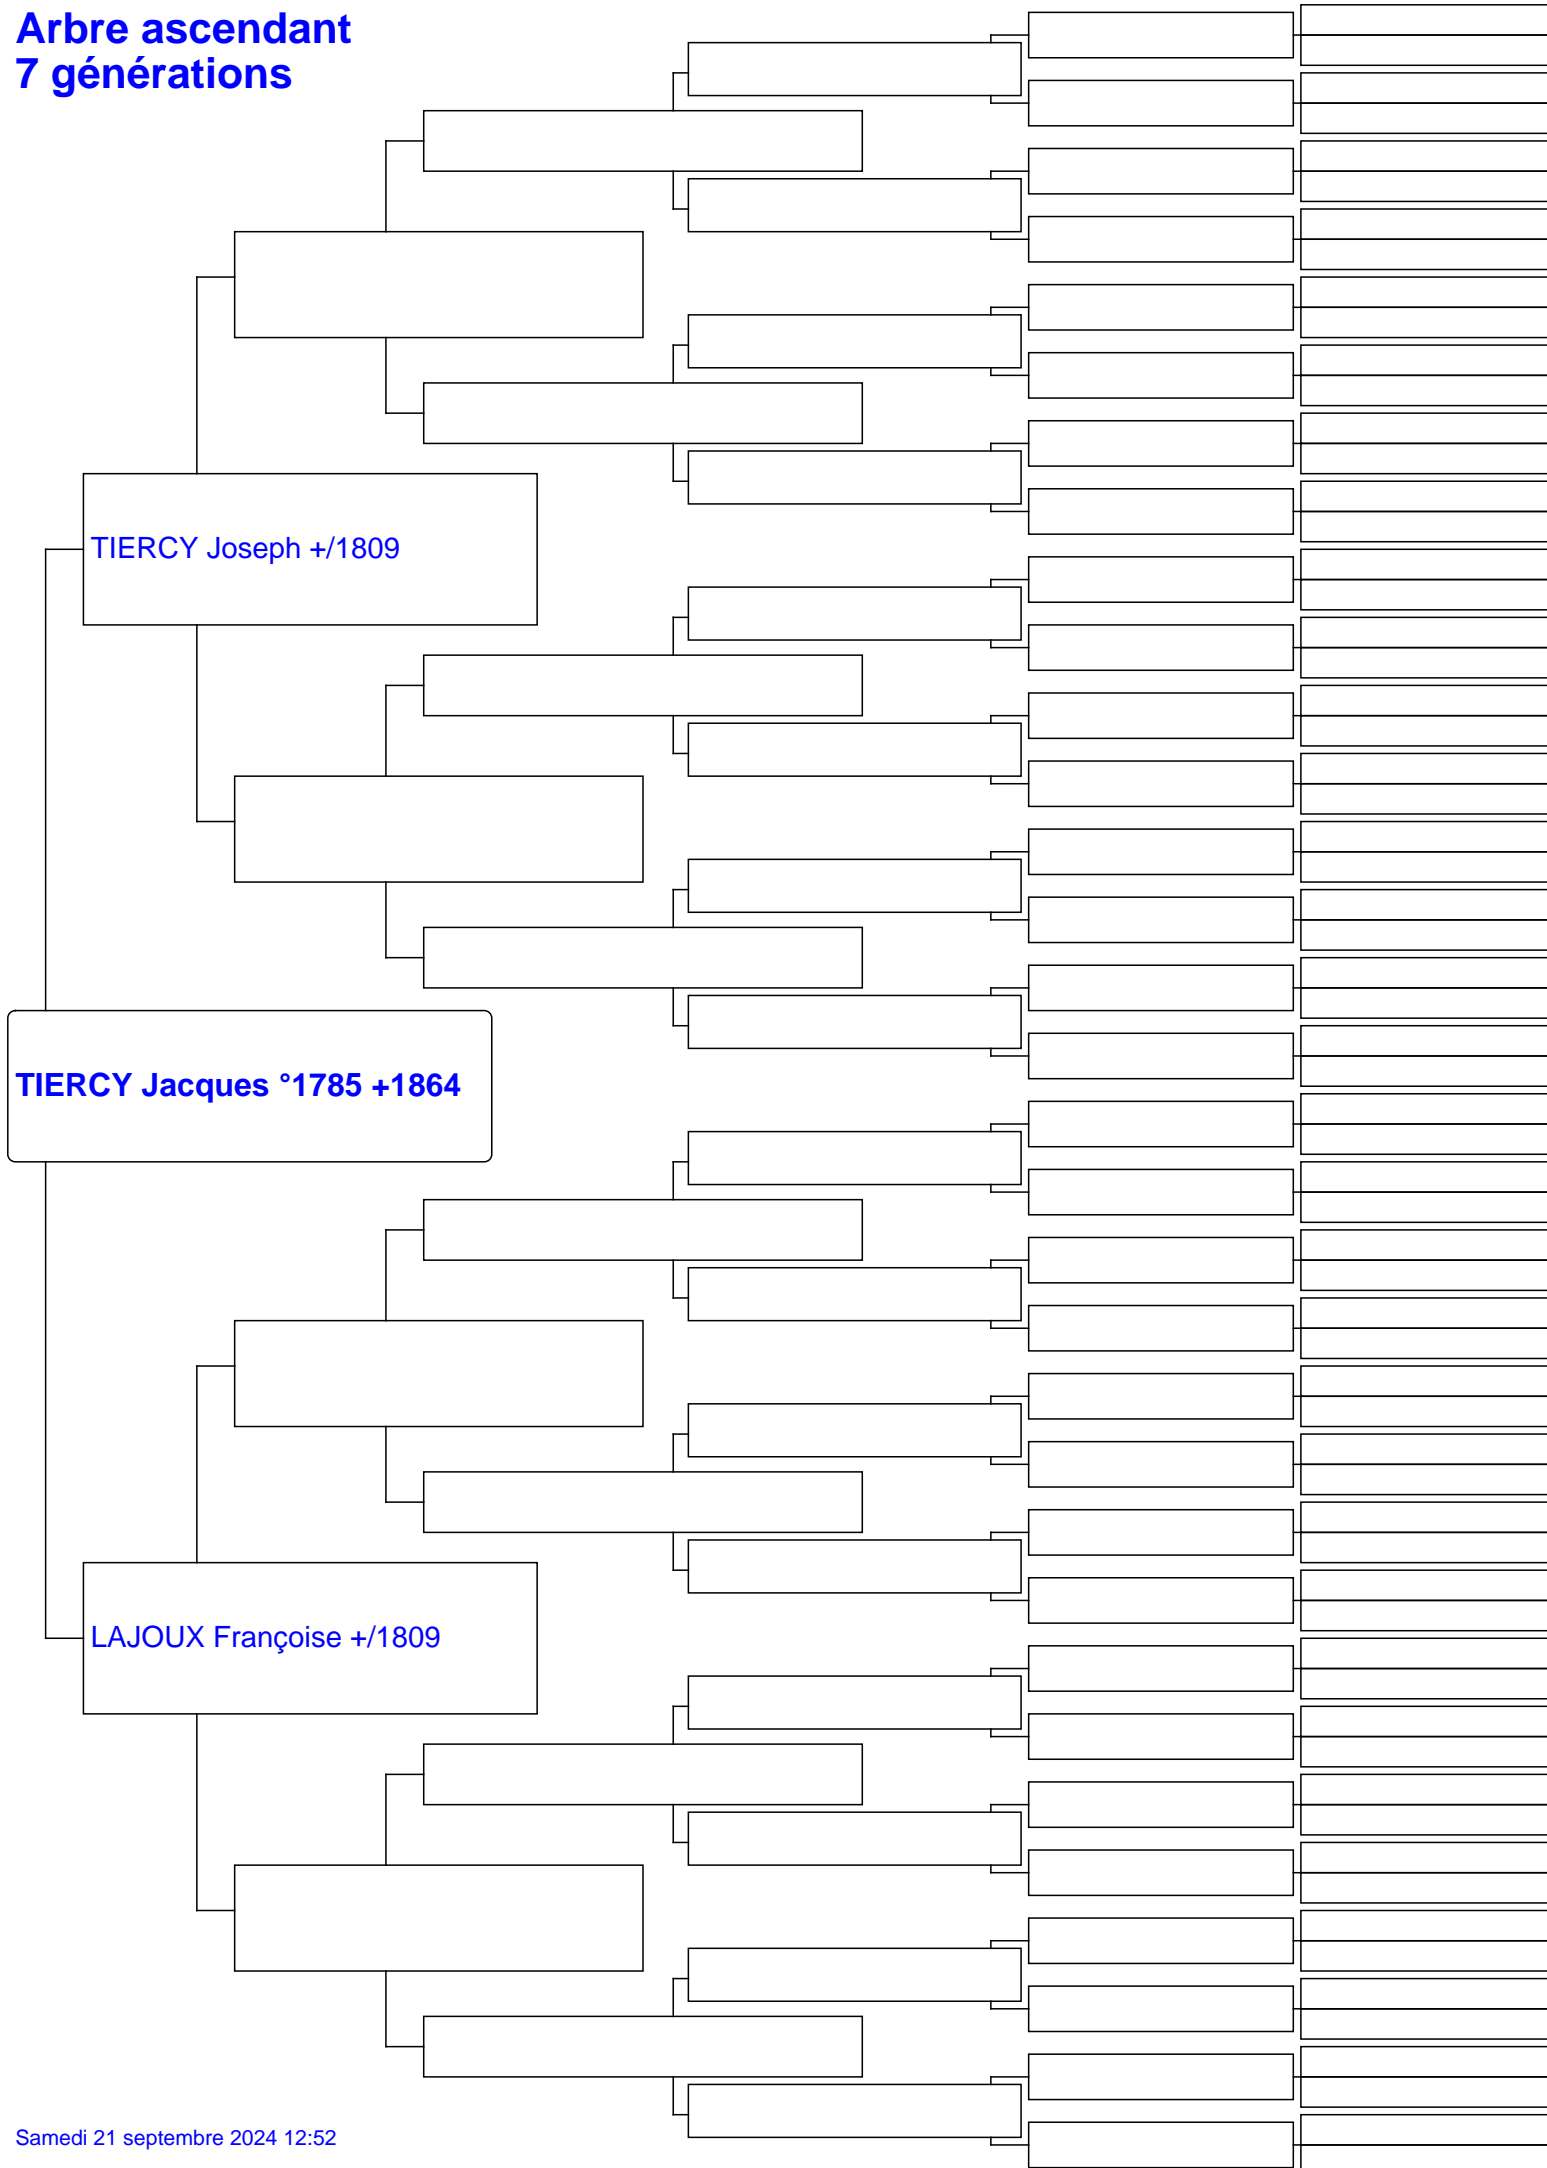 Arbre ascendant
7 générations
TIERCY Joseph +/1809
TIERCY Jacques °1785 +1864
LAJOUX Françoise +/1809
Samedi 21 septembre 2024 12:52